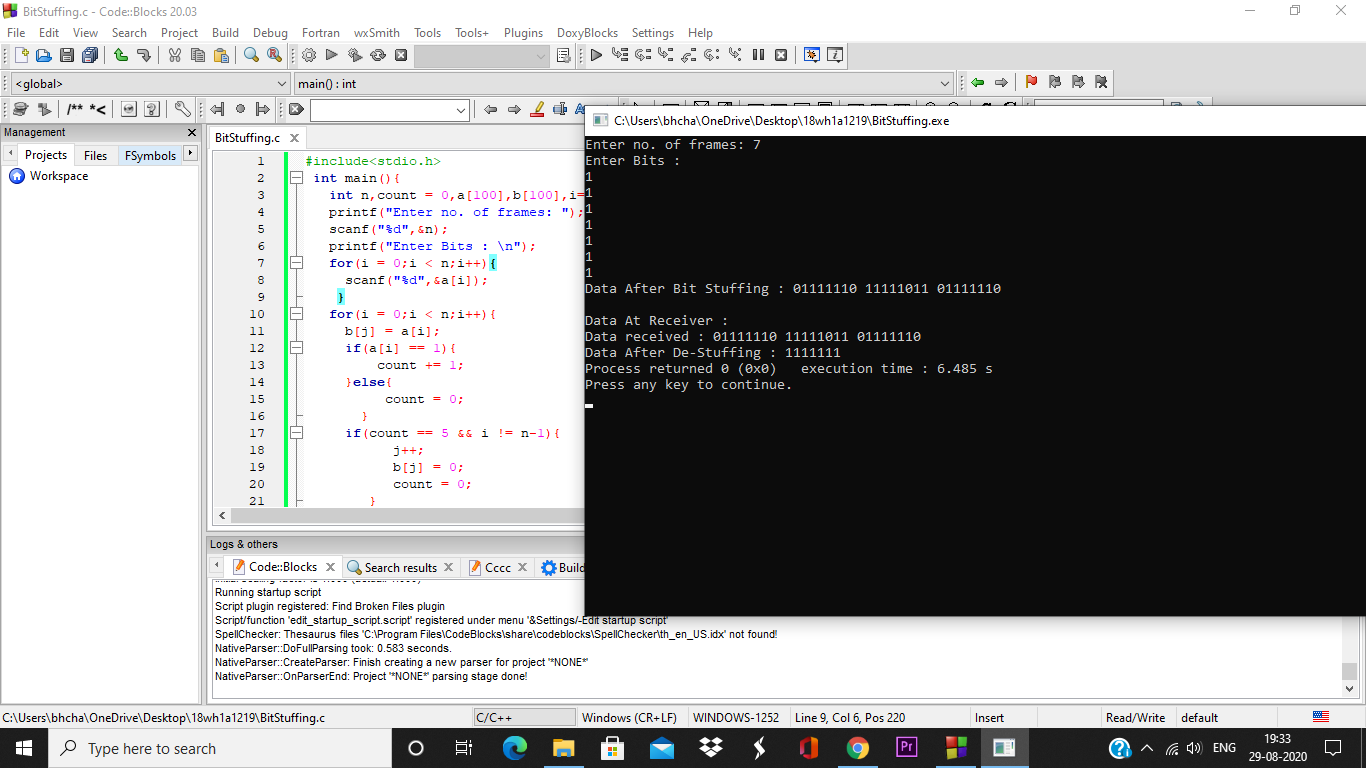 BitStuffing.c - Code::Blocks 20.03
File Edit View Search Project Build Debug Fortran wxSmith Tools Tools+ Plugins DoxyBlocks Settings Help
<global>
main() : int
/** *<
Management
Projects Files FSymbols
Workspace
BitStuffing.c
1 #include<stdio.h>
2 int main(){
3 int n,count = 0,a[100],b[100],i=
4 printf("Enter no. of frames: ");
5 scanf("%d",&n);
6 printf("Enter Bits : \n");
7 for(i = 0;i < n;i++){
8 scanf("%d",&a[i]);
9 }
10 for(i = 0;i < n;i++){
11 b[j] = a[i];
12 if(a[i] == 1){
13 count += 1;
14 }else{
15 count = 0;
16 }
17 if(count == 5 && i != n-1){
18 j++;
19 b[j] = 0;
20 count = 0;
21 }
C:\Users\bhcha\OneDrive\Desktop\18wh1a1219\BitStuffing.exe
Enter no. of frames: 7
Enter Bits :
1
1
1
1
1
1
1
Data After Bit Stuffing : 01111110 11111011 01111110
Data At Receiver :
Data received : 01111110 11111011 01111110
Data After De-Stuffing : 1111111
Process returned 0 (0x0) execution time : 6.485 s
Press any key to continue.
Logs & others
Code::Blocks Search results Cccc Build
Running startup script
Script plugin registered: Find Broken Files plugin
Script/function 'edit_startup_script.script' registered under menu '&Settings/-Edit startup script'
SpellChecker: Thesaurus files 'C:\Program Files\CodeBlocks\share\codeblocks\SpellChecker\th_en_US.idx' not found!
NativeParser::DoFullParsing took: 0.583 seconds.
NativeParser::CreateParser: Finish creating a new parser for project '*NONE*'
NativeParser::OnParserEnd: Project '*NONE*' parsing stage done!
C:\Users\bhcha\OneDrive\Desktop\18wh1a1219\BitStuffing.c C/C++ Windows (CR+LF) WINDOWS-1252 Line 9, Col 6, Pos 220 Insert Read/Write default
Type here to search
Pr
ENG
19:33
29-08-2020